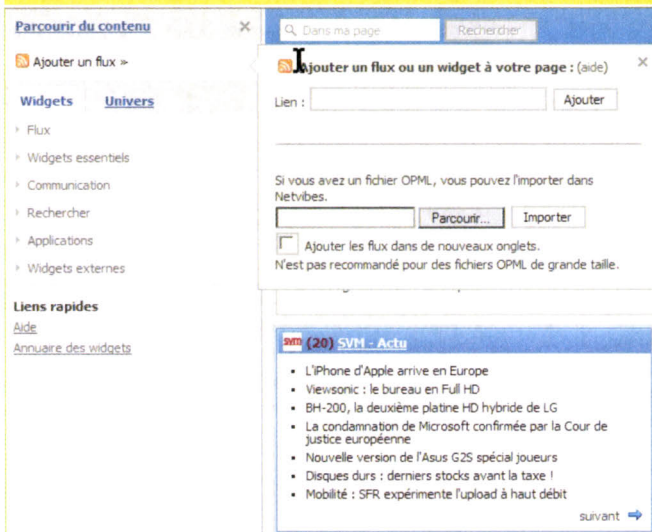 Parcourir du contenu
Ajouter un flux »
Widgets Univers
Flux
Widgets essentiels
Communication
Rechercher
Applications
Widgets externes
Liens rapides
Aide
Annuaire des widgets
Dans ma page Rechercher
Ajouter un flux ou un widget à votre page : (aide)
Lien : Ajouter
Si vous avez un fichier OPML, vous pouvez l'importer dans
Netvibes.
Parcourir... Importer
Ajouter les flux dans de nouveaux onglets.
N'est pas recommandé pour des fichiers OPML de grande taille.
svm (20) SVM - Actu
L'iPhone d'Apple arrive en Europe
Viewsonic : le bureau en Full HD
BH-200, la deuxième platine HD hybride de LG
La condamnation de Microsoft confirmée par la Cour de
justice européenne
Nouvelle version de l'Asus G2S spécial joueurs
Disques durs : derniers stocks avant la taxe !
Mobilité : SFR expérimente l'upload à haut débit
suivant